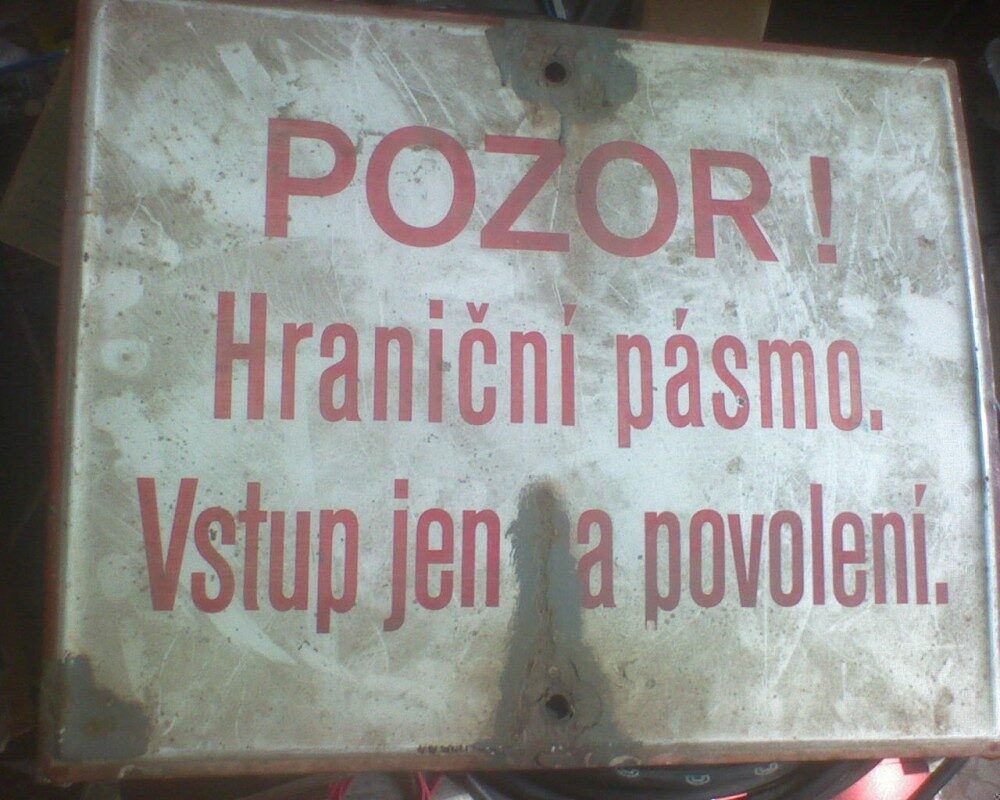 POZOR!
Hraniční pásmo.
Vstup jen a povolení.